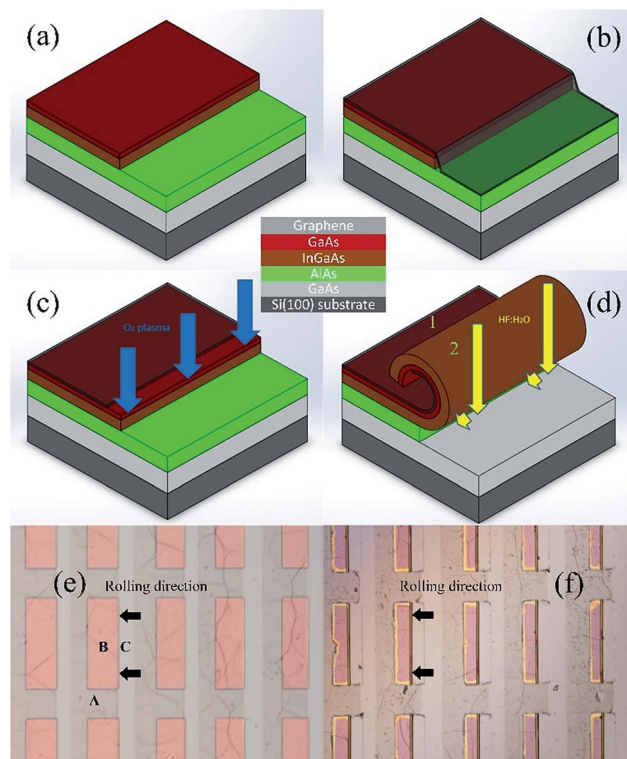 (a)
(b)
Graphene
GaAs
InGaAs
AlAs
GaAs
Si(100) substrate
(c)
O₂ plasma
(d)
1
2
HF:H₂O
(e)
Rolling direction
B
C
A
Rolling direction
(f)